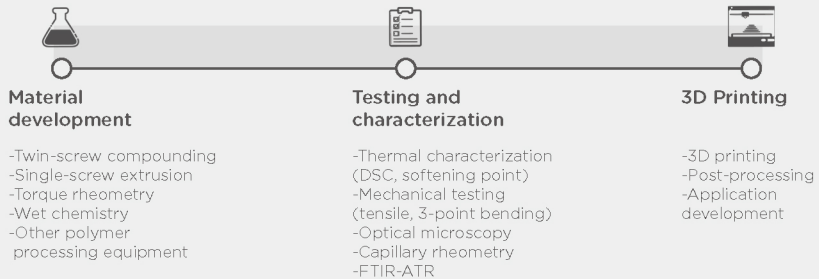 Material
development
-Twin-screw compounding
-Single-screw extrusion
-Torque rheometry
-Wet chemistry
-Other polymer
processing equipment
Testing and
characterization
-Thermal characterization
(DSC, softening point)
-Mechanical testing
(tensile, 3-point bending)
-Optical microscopy
-Capillary rheometry
-FTIR-ATR
3D Printing
-3D printing
-Post-processing
-Application
development